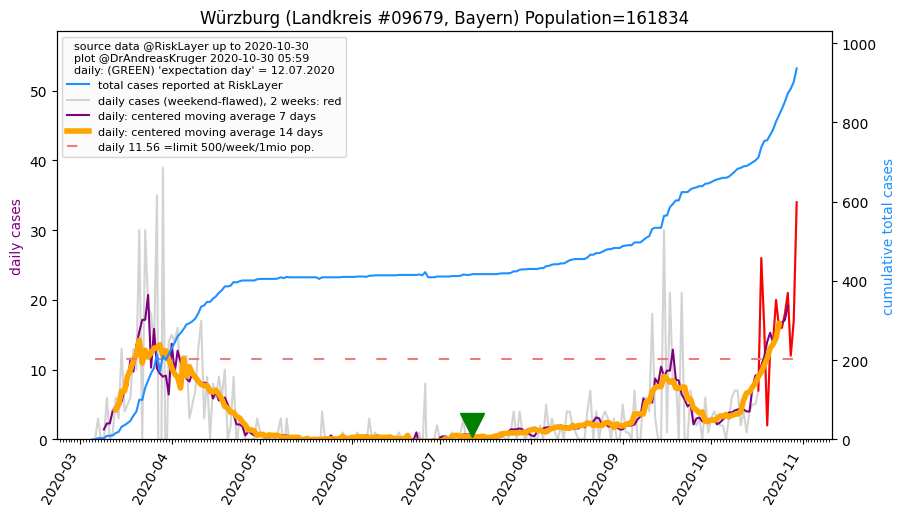 Würzburg (Landkreis #09679, Bayern) Population=161834
source data @RiskLayer up to 2020-10-30
plot @DrAndreasKruger 2020-10-30 05:59
daily: (GREEN) 'expectation day' = 12.07.2020
total cases reported at RiskLayer
daily cases (weekend-flawed), 2 weeks: red
daily: centered moving average 7 days
daily: centered moving average 14 days
daily 11.56 =limit 500/week/1mio pop.
daily cases
50
40
30
20
10
0
cumulative total cases
1000
800
600
400
200
0
2020-03
2020-04
2020-05
2020-06
2020-07
2020-08
2020-09
2020-10
2020-11